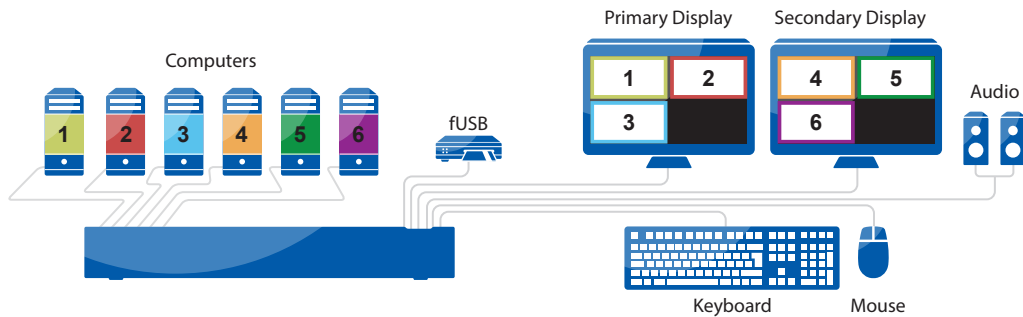 Primary Display
Secondary Display
Computers
1 2 4 5
Audio
1 2 3 4 5 6
fUSB
3 6
Keyboard
Mouse